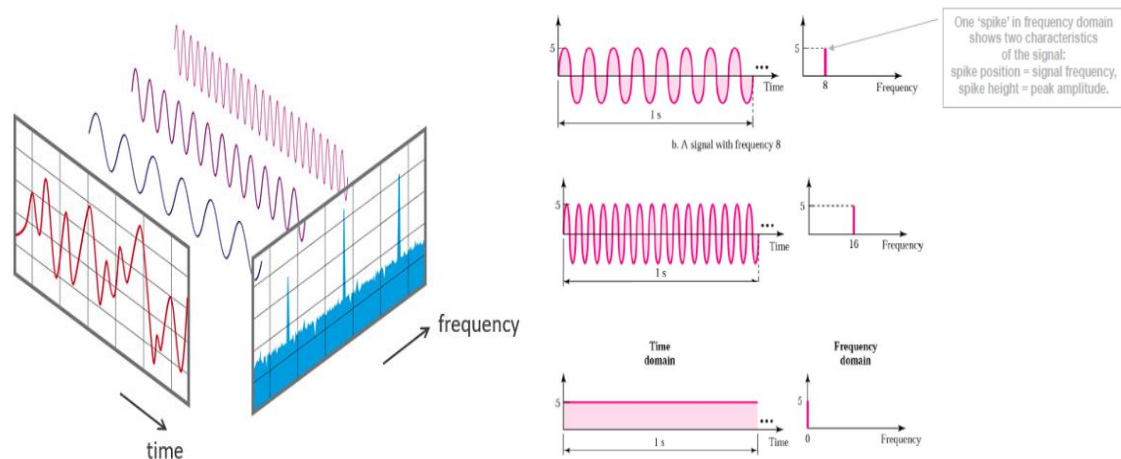 time
frequency
5
1 s
Time
5
8
Frequency
One ‘spike’ in frequency domain
shows two characteristics
of the signal:
spike position = signal frequency,
spike height = peak amplitude.
b. A signal with frequency 8
5
1 s
Time
5
16
Frequency
Time
domain
Frequency
domain
5
1 s
Time
5
0
Frequency